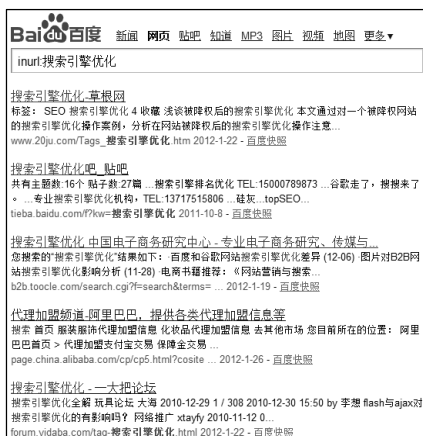 Bai百度 新闻 网页 贴吧 知道 MP3 图片 视频 地图 更多▼
inurl:搜索引擎优化
搜索引擎优化-草根网
标签： SEO 搜索引擎优化 4 收藏 浅谈被降权后的搜索引擎优化 本文通过对一个被降权网站
的搜索引擎优化操作案例，分析在网站被降权后的搜索引擎优化操作注意...
www.20ju.com/Tags_搜索引擎优化.htm 2012-1-22 - 百度快照
搜索引擎优化吧_贴吧
共有主题数:16个 贴子数:27篇 ...搜索引擎排名优化 TEL:15000789873 ...谷歌走了，搜搜来了
。 ...专业搜索引擎优化机构，TEL:13717515806 ...硅灰...topSEO...
tieba.baidu.com/f?kw=搜索引擎优化 2011-10-8 - 百度快照
搜索引擎优化 中国电子商务研究中心 - 专业电子商务研究、传媒与...
您搜索的"搜索引擎优化"结果如下: ·百度和谷歌网站搜索引擎优化差异 (12-06) ·图片对B2B网
站搜索引擎优化影响分析 (11-28) ·电商书籍推荐：《网站营销与搜索...
b2b.toocle.com/search.cgi?f=search&terms= ... 2012-1-19 - 百度快照
代理加盟频道-阿里巴巴，提供各类代理加盟信息等
搜索 首页 服装服饰代理加盟信息 化妆品代理加盟信息 去其他市场 您目前所在的位置： 阿里
巴巴首页 > 代理加盟支付宝交易 保障金交易 ...
page.china.alibaba.com/cp/cp5.html?cosite ... 2012-1-26 - 百度快照
搜索引擎优化 - 一大把论坛
搜索引擎优化全解 玩具论坛 大海 2010-12-29 1 / 308 2010-12-30 15:50 by 李想 flash与ajax对
搜索引擎优化的有影响吗？ 网络推广 xtayfy 2010-11-12 0...
forum.yidaba.com/tag-搜索引擎优化.html 2012-1-22 - 百度快照